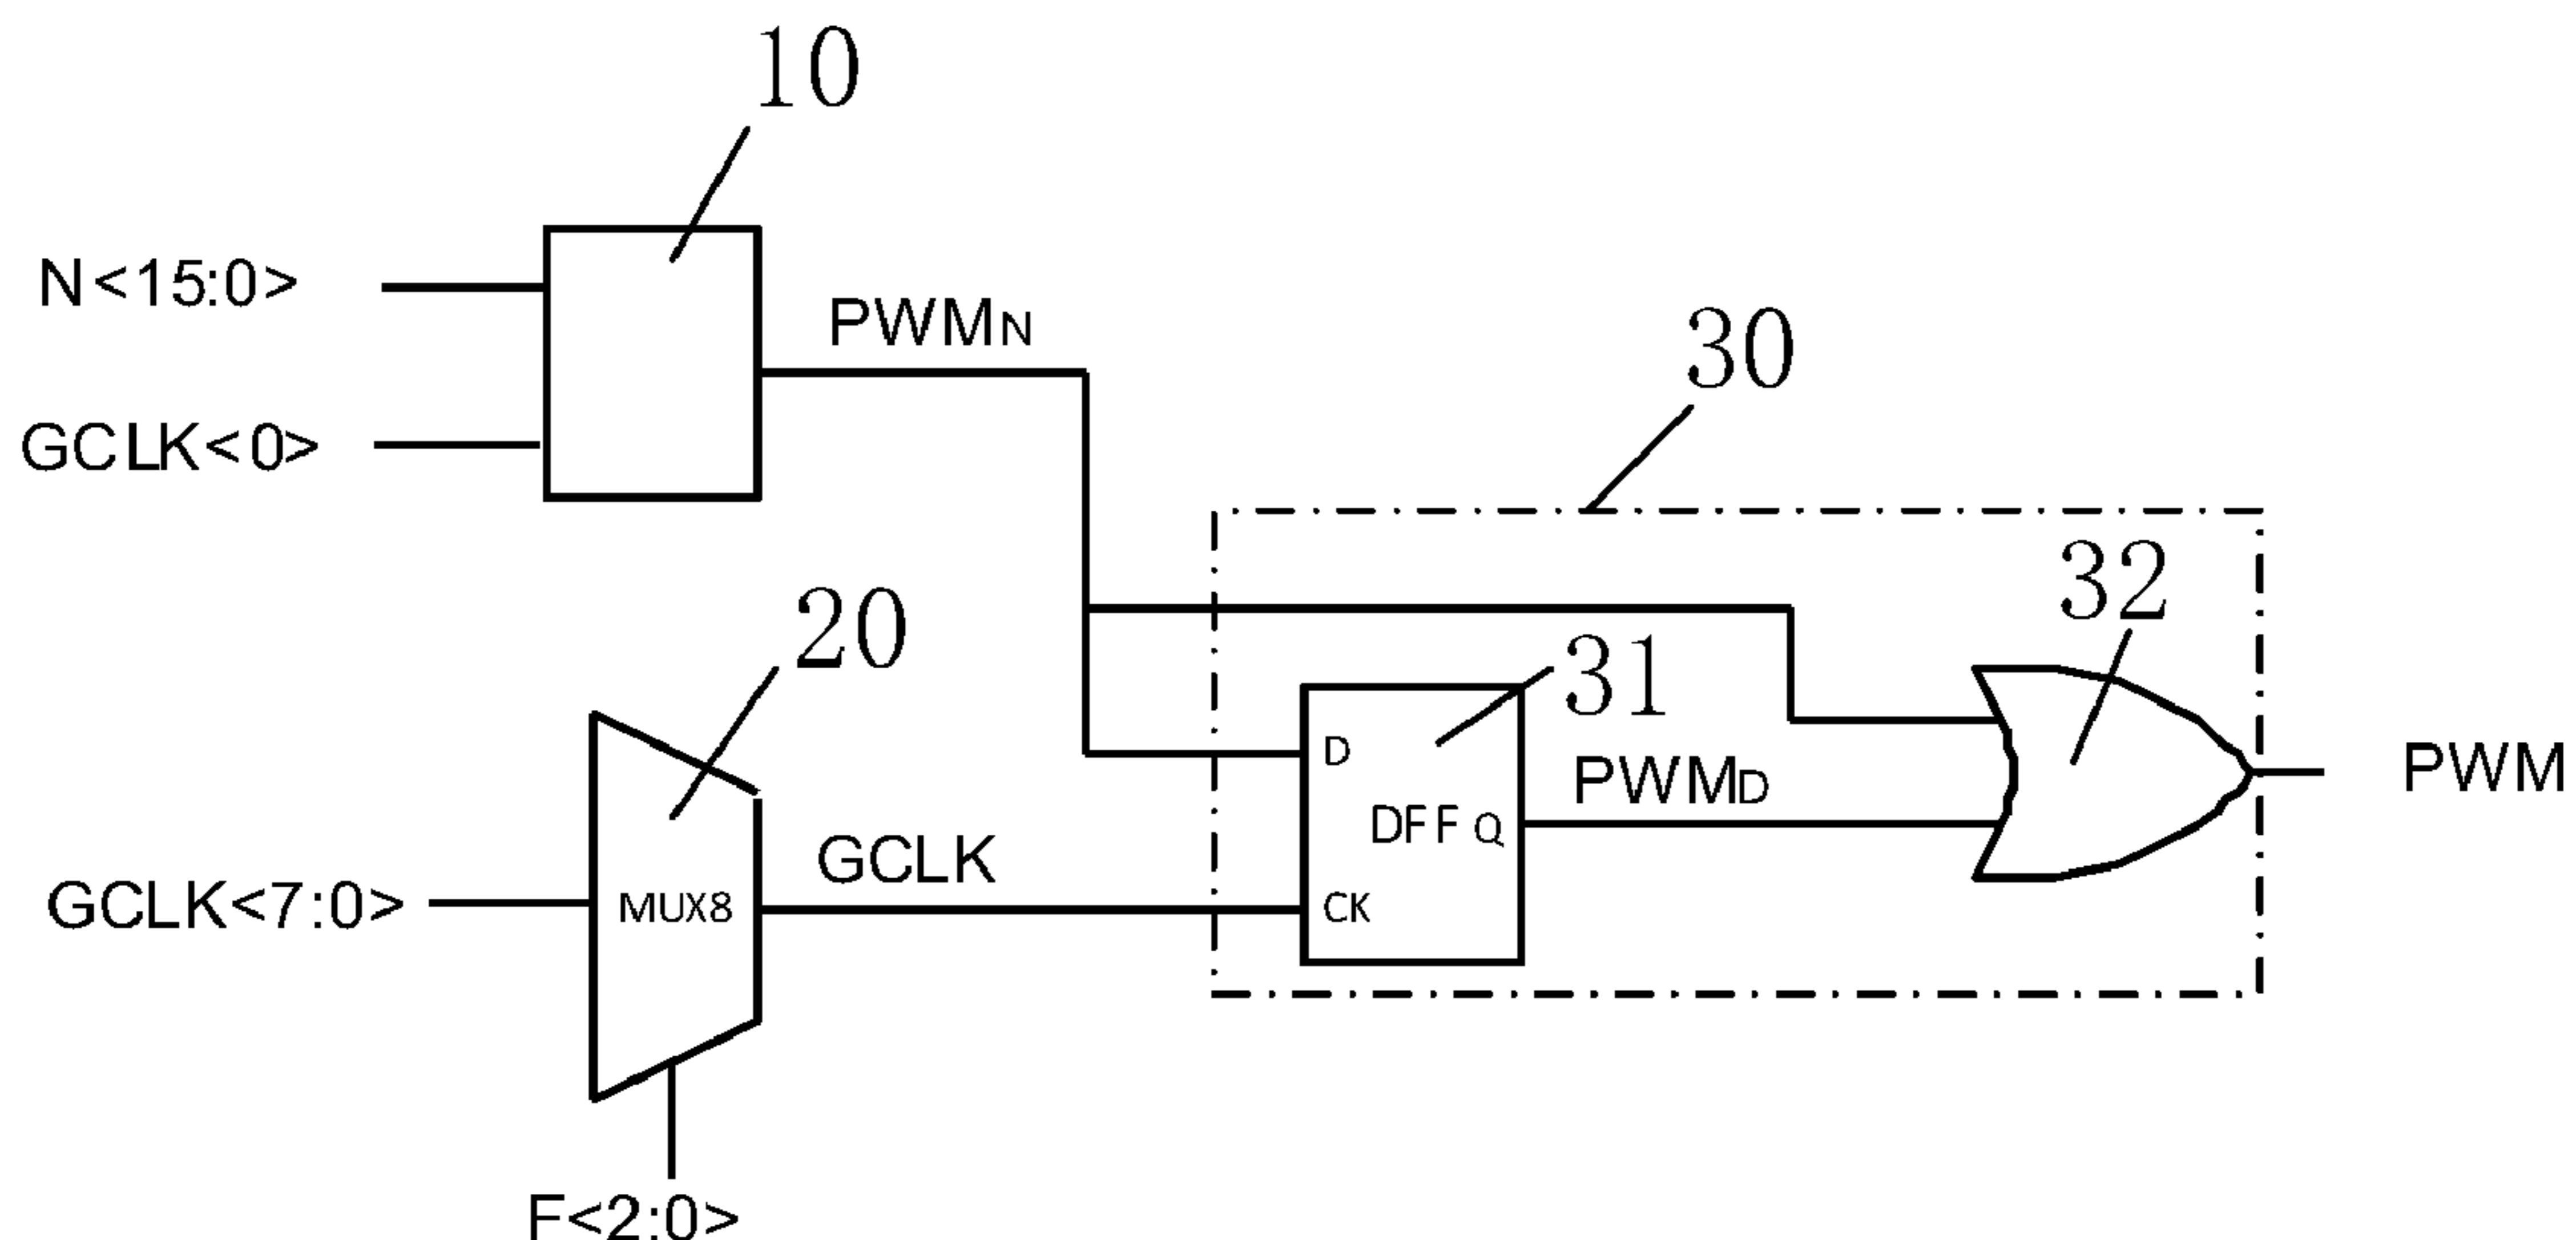 10
N<15:0>
PWMN
30
GCLK<0>
32
20
31
D
PWMD
PWM
DFF Q
GCLK
GCLK<7:0>
MUX8
CK
F<2:0>